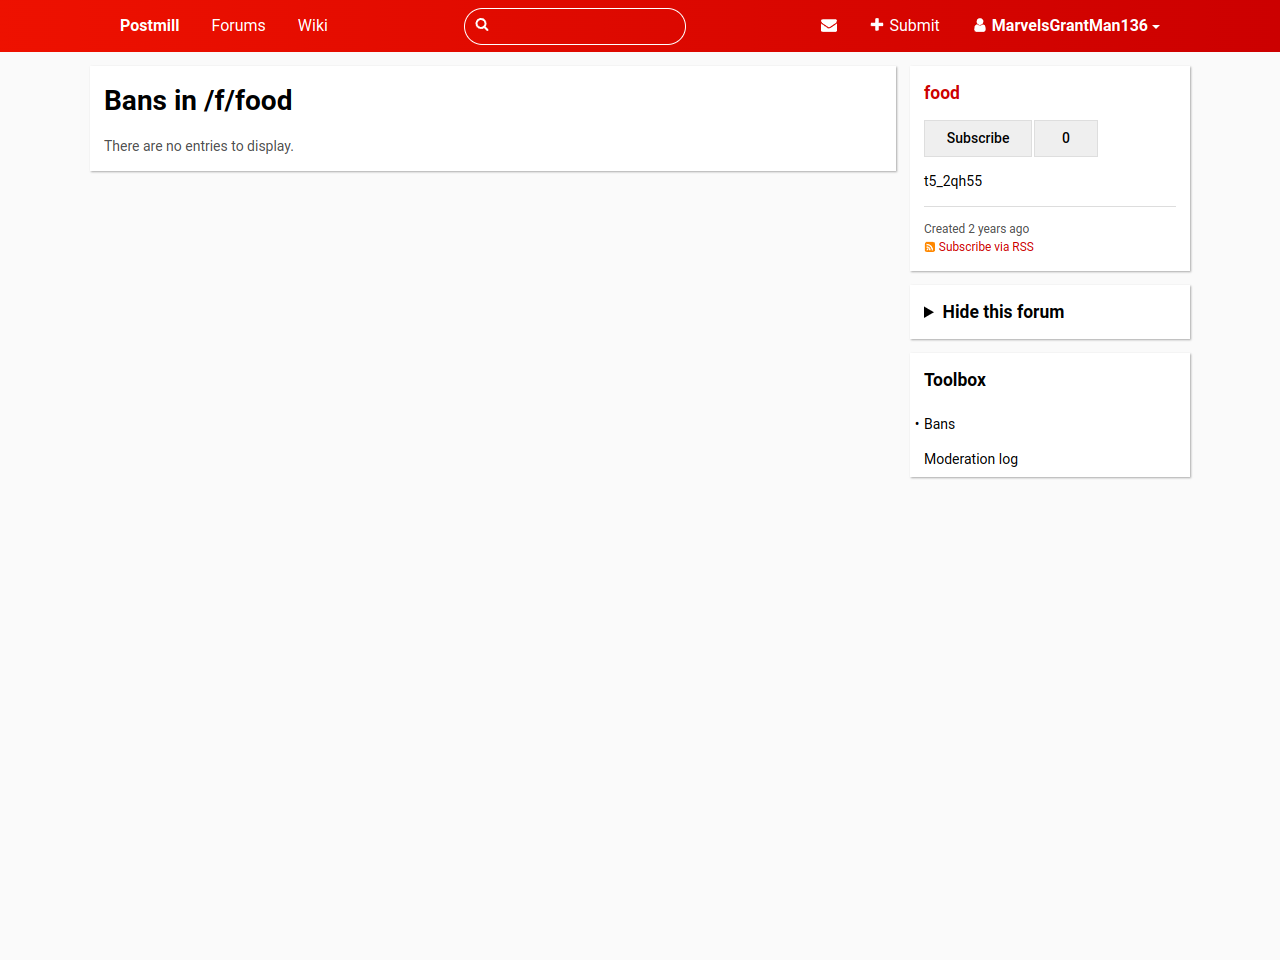 Postmill Forums Wiki Submit MarvelsGrantMan136
Bans in /f/food
There are no entries to display.
food
Subscribe 0
t5_2qh55
Created 2 years ago
Subscribe via RSS
Hide this forum
Toolbox
• Bans
Moderation log